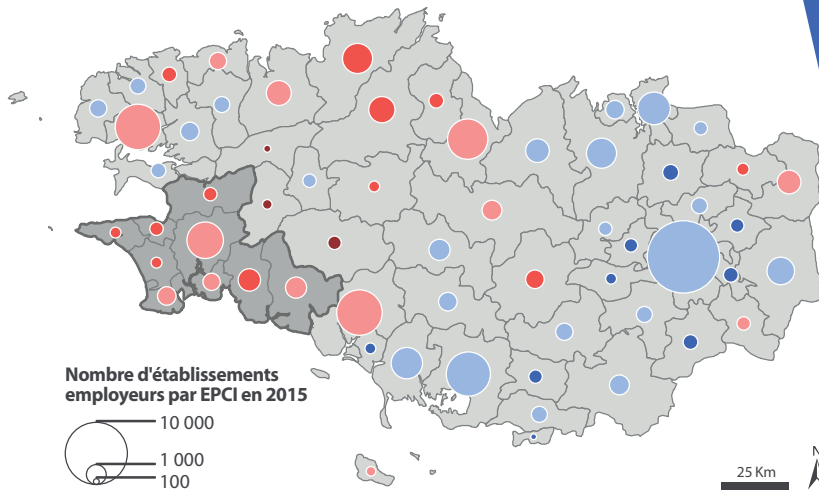 Nombre d'établissements
employeurs par EPCI en 2015
10 000
1 000
100
25 Km
N